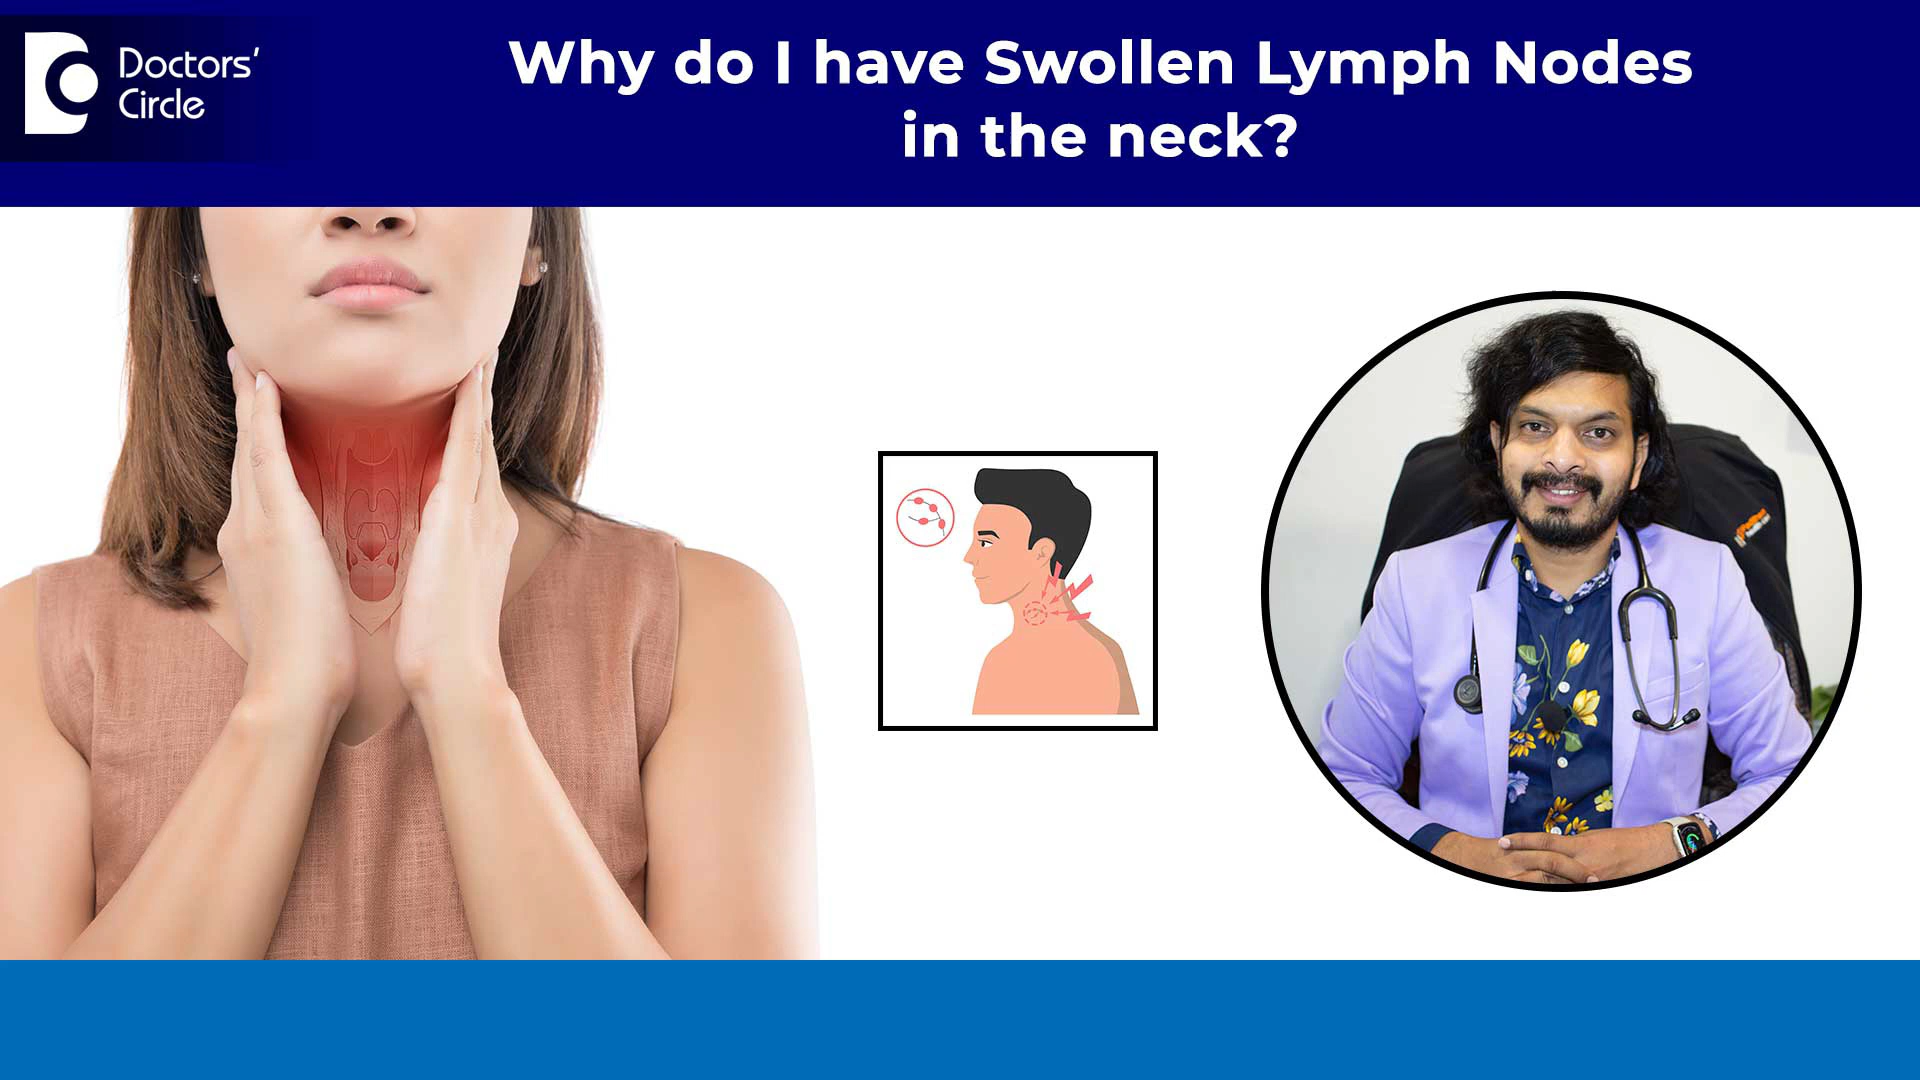 Doctors'
Circle
Why do I have Swollen Lymph Nodes
in the neck?